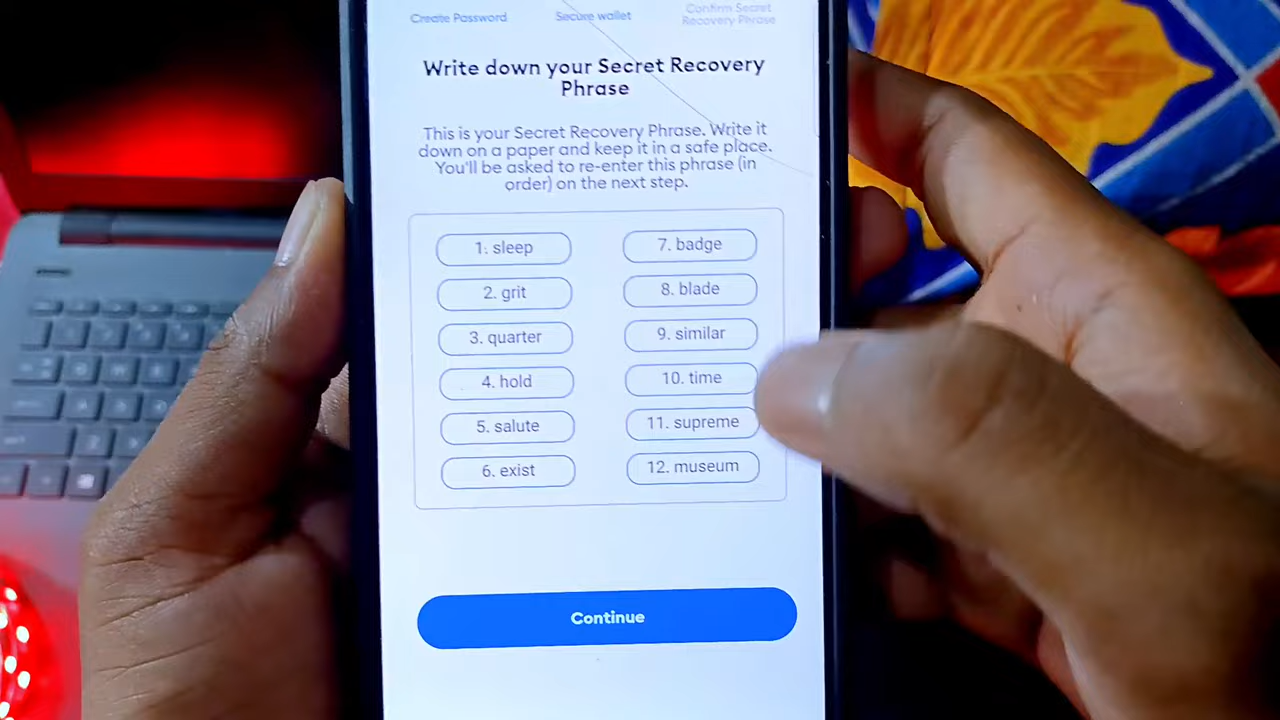 Create Password
Secure wallet
Confirm Secret
Recovery Phrase
Write down your Secret Recovery
Phrase
This is your Secret Recovery Phrase. Write it
down on a paper and keep it in a safe place.
You'll be asked to re-enter this phrase (in
order) on the next step.
1. sleep
2. grit
3. quarter
4. hold
5. salute
6. exist
7. badge
8. blade
9. similar
10. time
11. supreme
12. museum
Continue